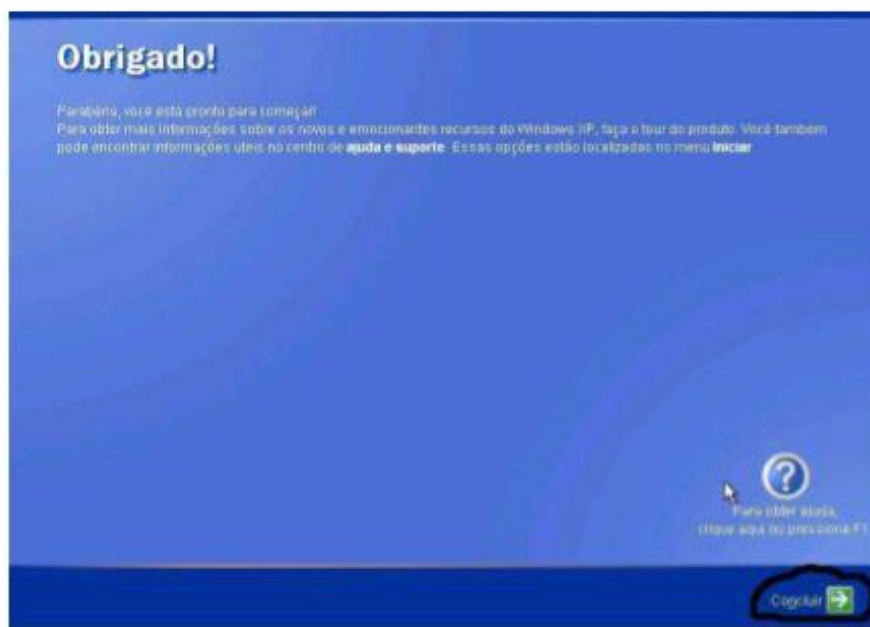 Obrigado!
Parabéns, você está pronto para começar!
Para obter mais informações sobre os novos e emocionantes recursos do Windows XP, faça o tour do produto. Você também
pode encontrar informações úteis no centro de ajuda e suporte. Essas opções estão localizadas no menu Iniciar.
Para obter ajuda,
clique aqui ou pressione F1
Concluir